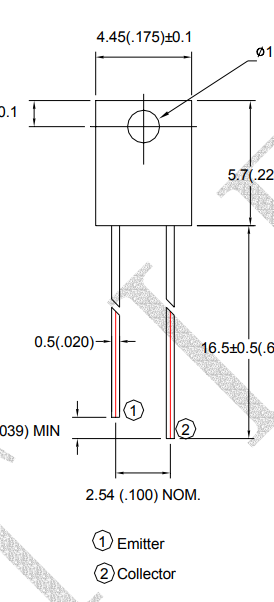 4.45(.175)±0.1
ø1
0.1
5.7(.22
0.5(.020)
16.5±0.5(.6
1
2
039) MIN
2.54 (.100) NOM.
1 Emitter
2 Collector